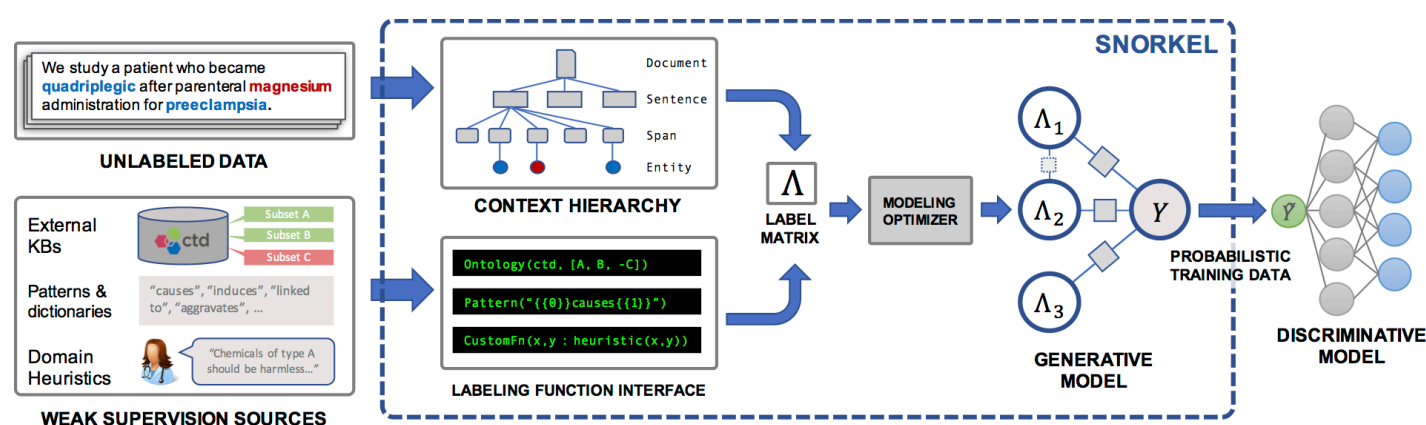 We study a patient who became
quadriplegic after parenteral magnesium
administration for preeclampsia.
UNLABELED DATA
External
KBs
ctd
Subset A
Subset B
Subset C
Patterns &
dictionaries
“causes”, “induces”, “linked
to”, “aggravates”, …
Domain
Heuristics
“Chemicals of type A
should be harmless…”
WEAK SUPERVISION SOURCES
SNORKEL
Document
Sentence
Span
Entity
CONTEXT HIERARCHY
Ontology(ctd, [A, B, -C])
Pattern(“{{0}}causes{{1}}”)
CustomFn(x,y : heuristic(x,y))
LABELING FUNCTION INTERFACE
Λ
LABEL
MATRIX
MODELING
OPTIMIZER
Λ1
Λ2
Λ3
Y
GENERATIVE
MODEL
PROBABILISTIC
TRAINING DATA
Ỹ
DISCRIMINATIVE
MODEL